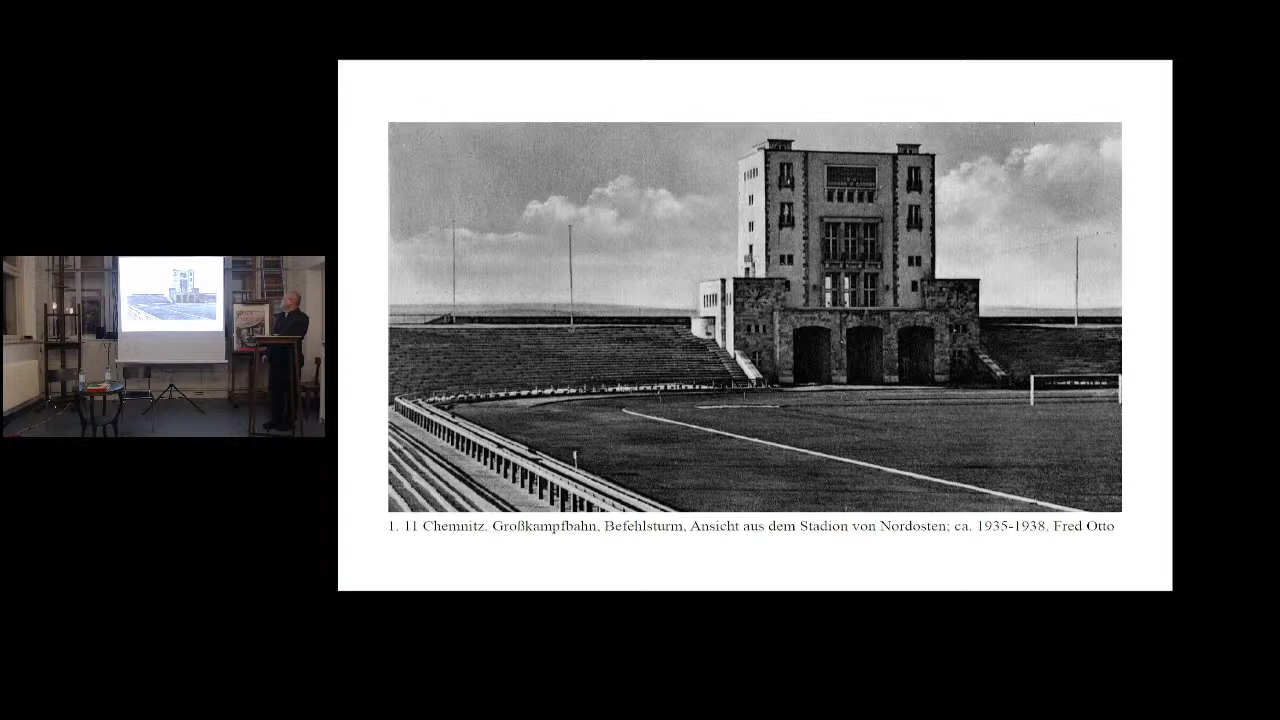 1. 11 Chemnitz, Großkampfbahn, Befehlsturm, Ansicht aus dem Stadion von Nordosten; ca. 1935-1938, Fred Otto